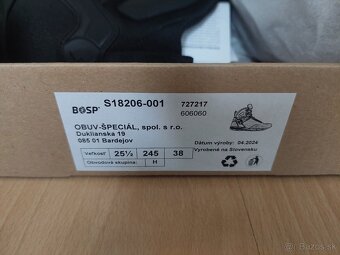 BOSP S18206-001 727217
606060
OBUV-ŠPECIÁL, spol. s r.o.
Duklianska 19
085 01 Bardejov
Dátum výroby: 04.2024
Veľkosť: 25½ 245 38
Vyrobené na Slovensku
Obvodová skupina: H
Bazos.sk